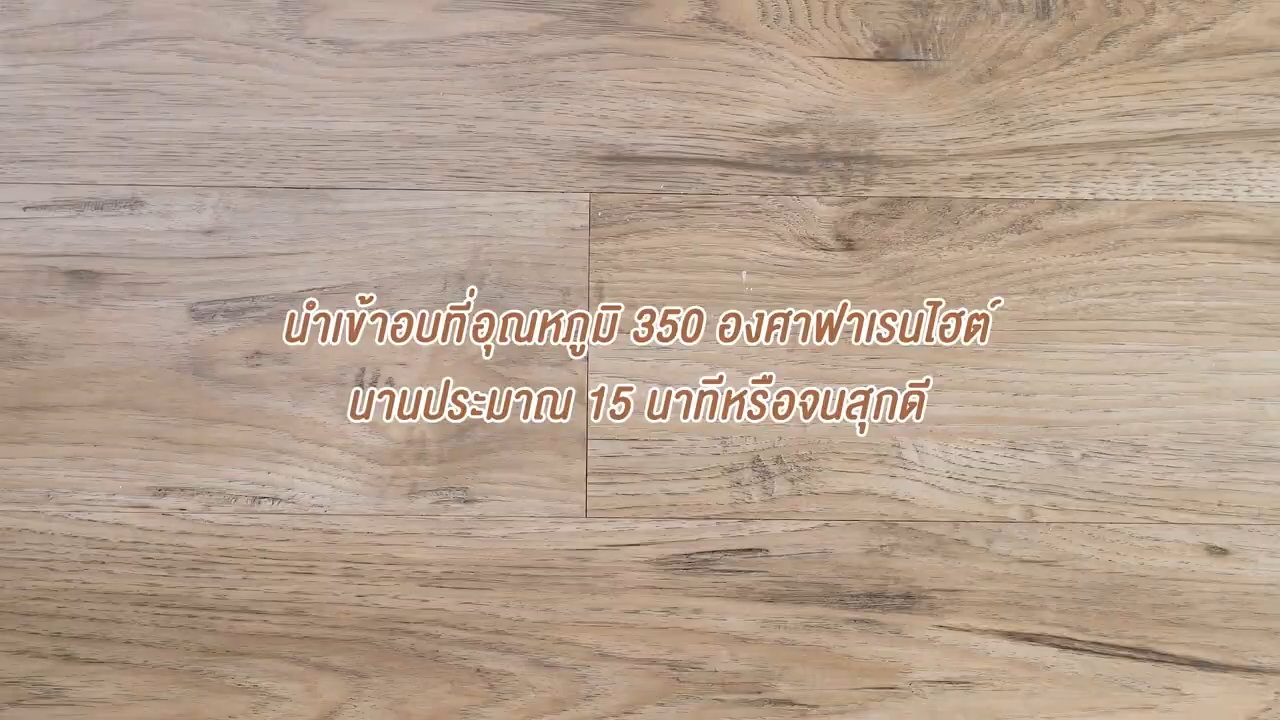 นำเข้าอบที่อุณหภูมิ 350 องศาฟาเรนไฮต์
นานประมาณ 15 นาทีหรือจนสุกดี